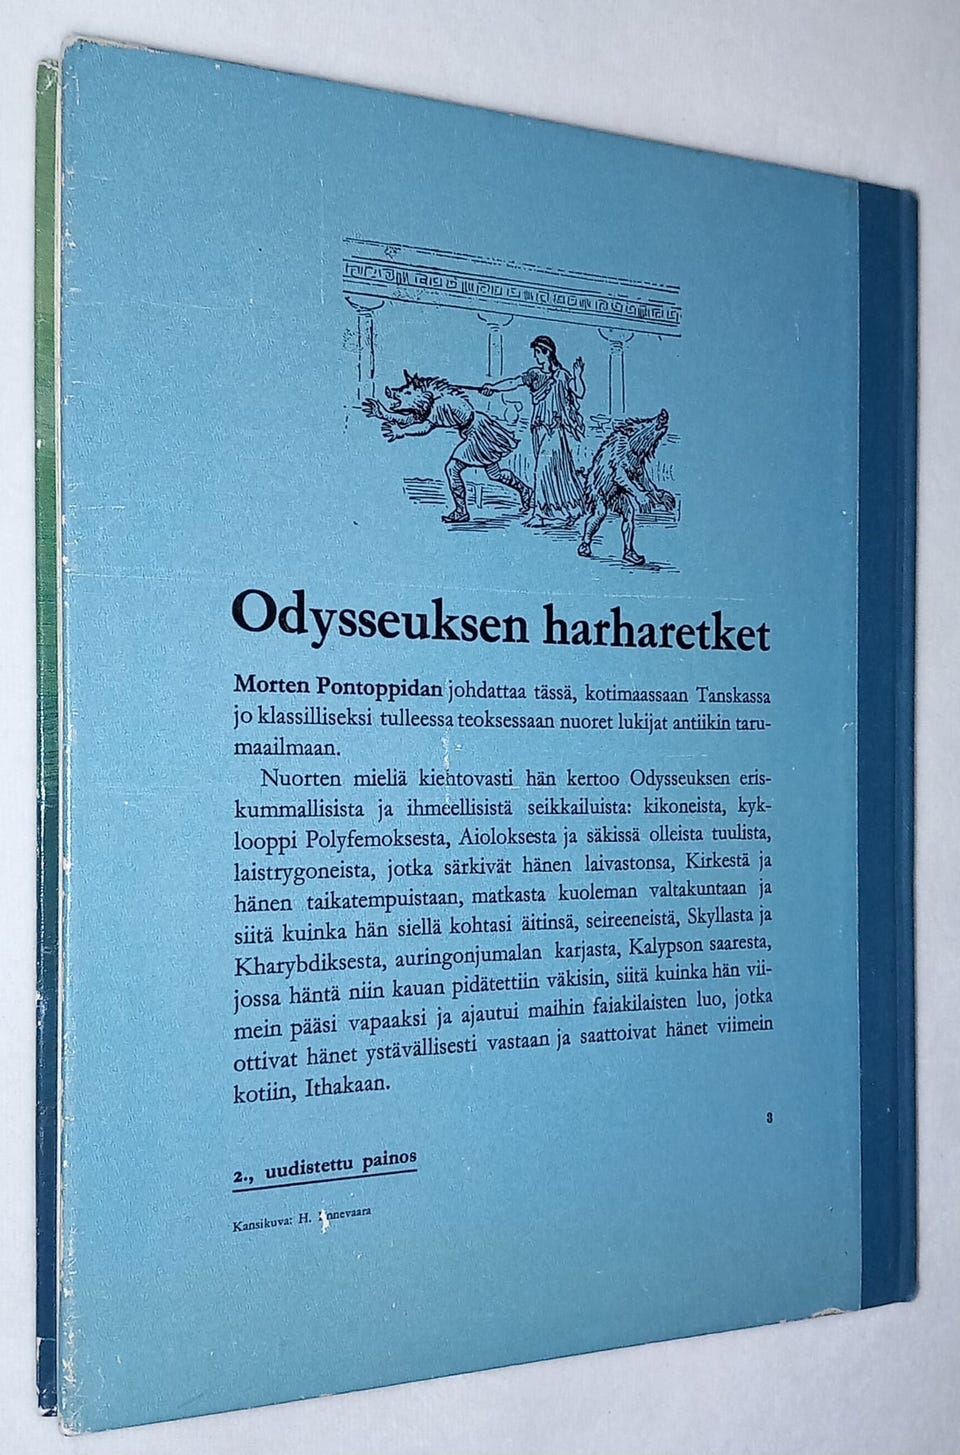 Odysseuksen harharetket
Morten Pontoppidan johdattaa tässä, kotimaassaan Tanskassa
jo klassilliseksi tulleessa teoksessaan nuoret lukijat antiikin taru-
maailmaan.
Nuorten mieliä kiehtovasti hän kertoo Odysseuksen eris-
kummallisista ja ihmeellisistä seikkailuista: kikoneista, kyk-
looppi Polyfemoksesta, Aioloksesta ja säkissä olleista tuulista,
laistrygoneista, jotka särkivät hänen laivastonsa, Kirkestä ja
hänen taikatempuistaan, matkasta kuoleman valtakuntaan ja
siitä kuinka hän siellä kohtasi äitinsä, seireeneistä, Skyllasta ja
Kharybdiksesta, auringonjumalan karjasta, Kalypson saaresta,
jossa häntä niin kauan pidätettiin väkisin, siitä kuinka hän vii-
mein pääsi vapaaksi ja ajautui maihin faiakilaisten luo, jotka
ottivat hänet ystävällisesti vastaan ja saattoivat hänet viimein
kotiin, Ithakaan.
3
2., uudistettu painos
Kansikuva: H.